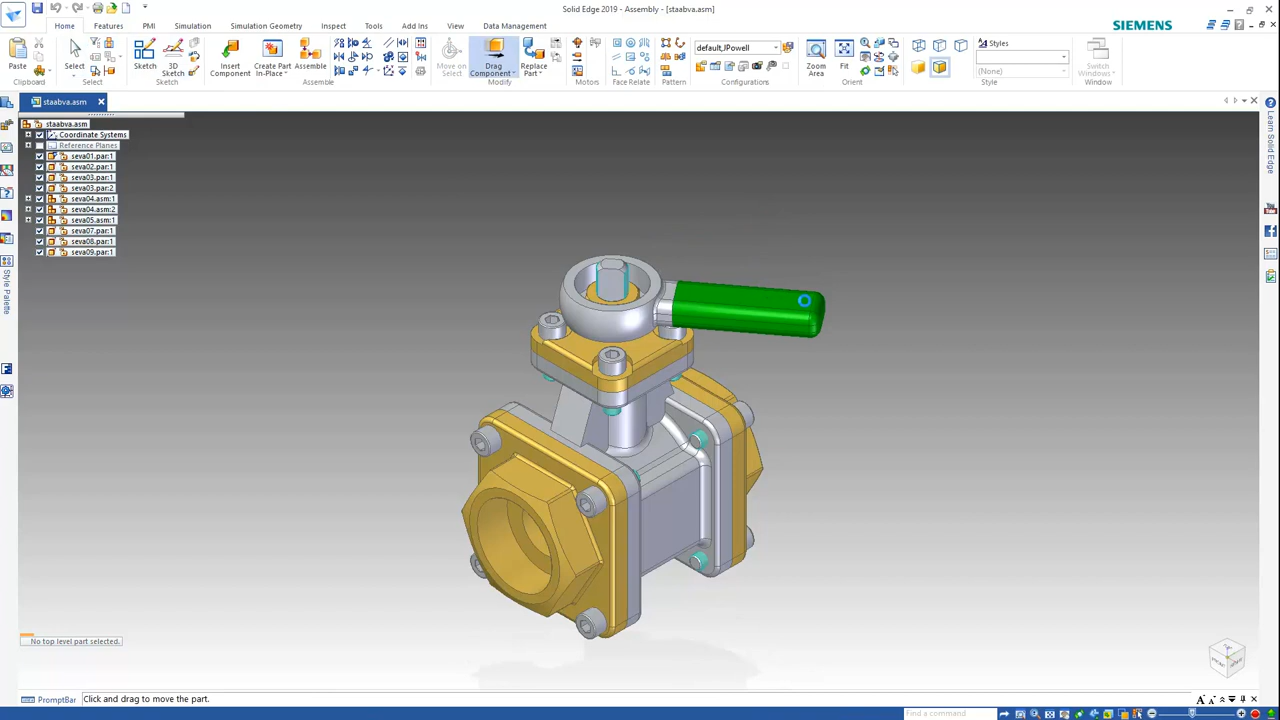 Solid Edge 2019 - Assembly - [staabva.asm]
Home
Features
PMI
Simulation
Simulation Geometry
Inspect
Tools
Add Ins
View
Data Management
SIEMENS
Paste
Select
Sketch
3D Sketch
Insert Component
Create Part In-Place
Assemble
Move on Select
Drag Component
Replace Part
default,JPowell
Zoom Area
Fit
Styles
(None)
Switch Windows
Clipboard
Select
Sketch
Assemble
Modify
Face Relate
Motors
Pattern
Configurations
Orient
Style
Window
staabva.asm
staabva.asm
Coordinate Systems
Reference Planes
seva01.par:1
seva02.par:1
seva03.par:1
seva03.par:2
seva04.asm:1
seva04.asm:2
seva05.asm:1
seva07.par:1
seva08.par:1
seva09.par:1
Style Palette
Learn Solid Edge
No top level part selected.
PromptBar
Click and drag to move the part.
Find a command